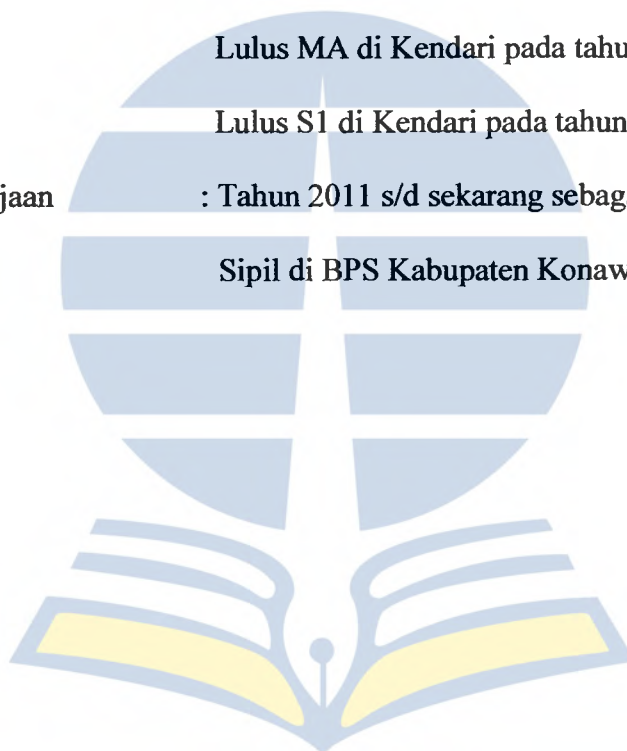 Lulus MA di Kendari pada tahu
Lulus S1 di Kendari pada tahun
jaan : Tahun 2011 s/d sekarang sebaga
Sipil di BPS Kabupaten Konaw